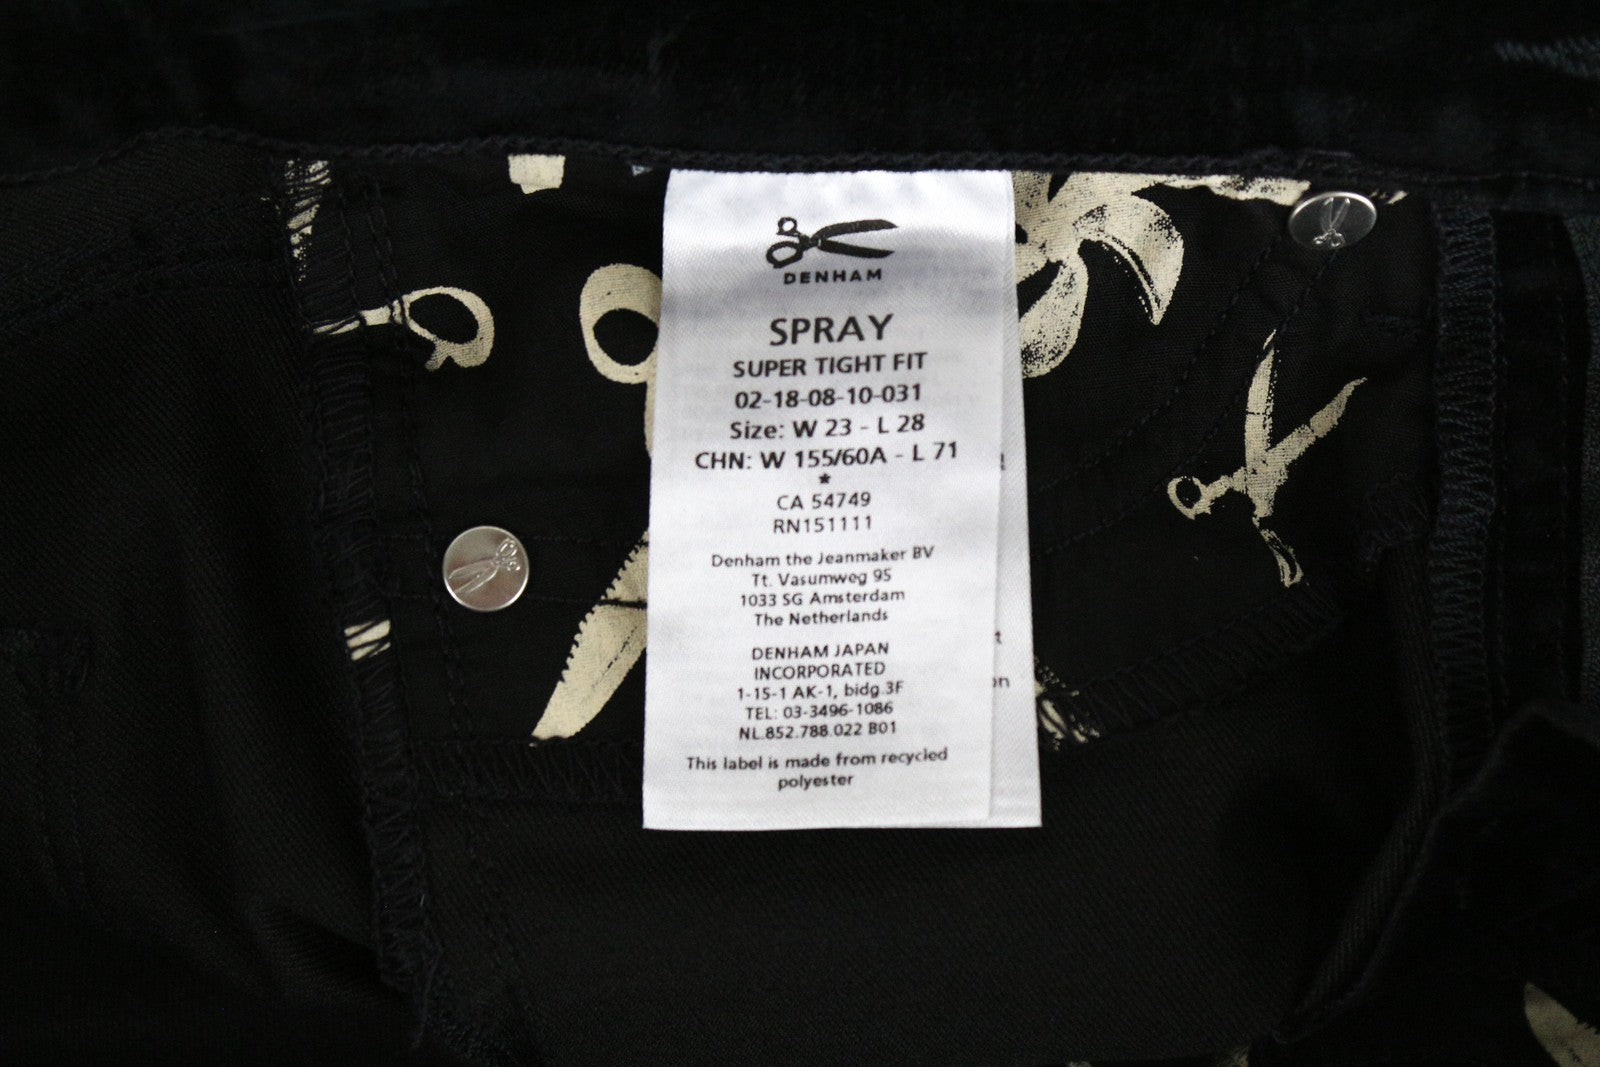 DENHAM
SPRAY
SUPER TIGHT FIT
02-18-08-10-031
Size: W 23 - L 28
CHN: W 155/60A - L 71
*
CA 54749
RN151111
Denham the Jeanmaker BV
Tt. Vasumweg 95
1033 SG Amsterdam
The Netherlands
DENHAM JAPAN
INCORPORATED
1-15-1 AK-1, bidg.3F
TEL: 03-3496-1086
NL.852.788.022 B01
This label is made from recycled
polyester